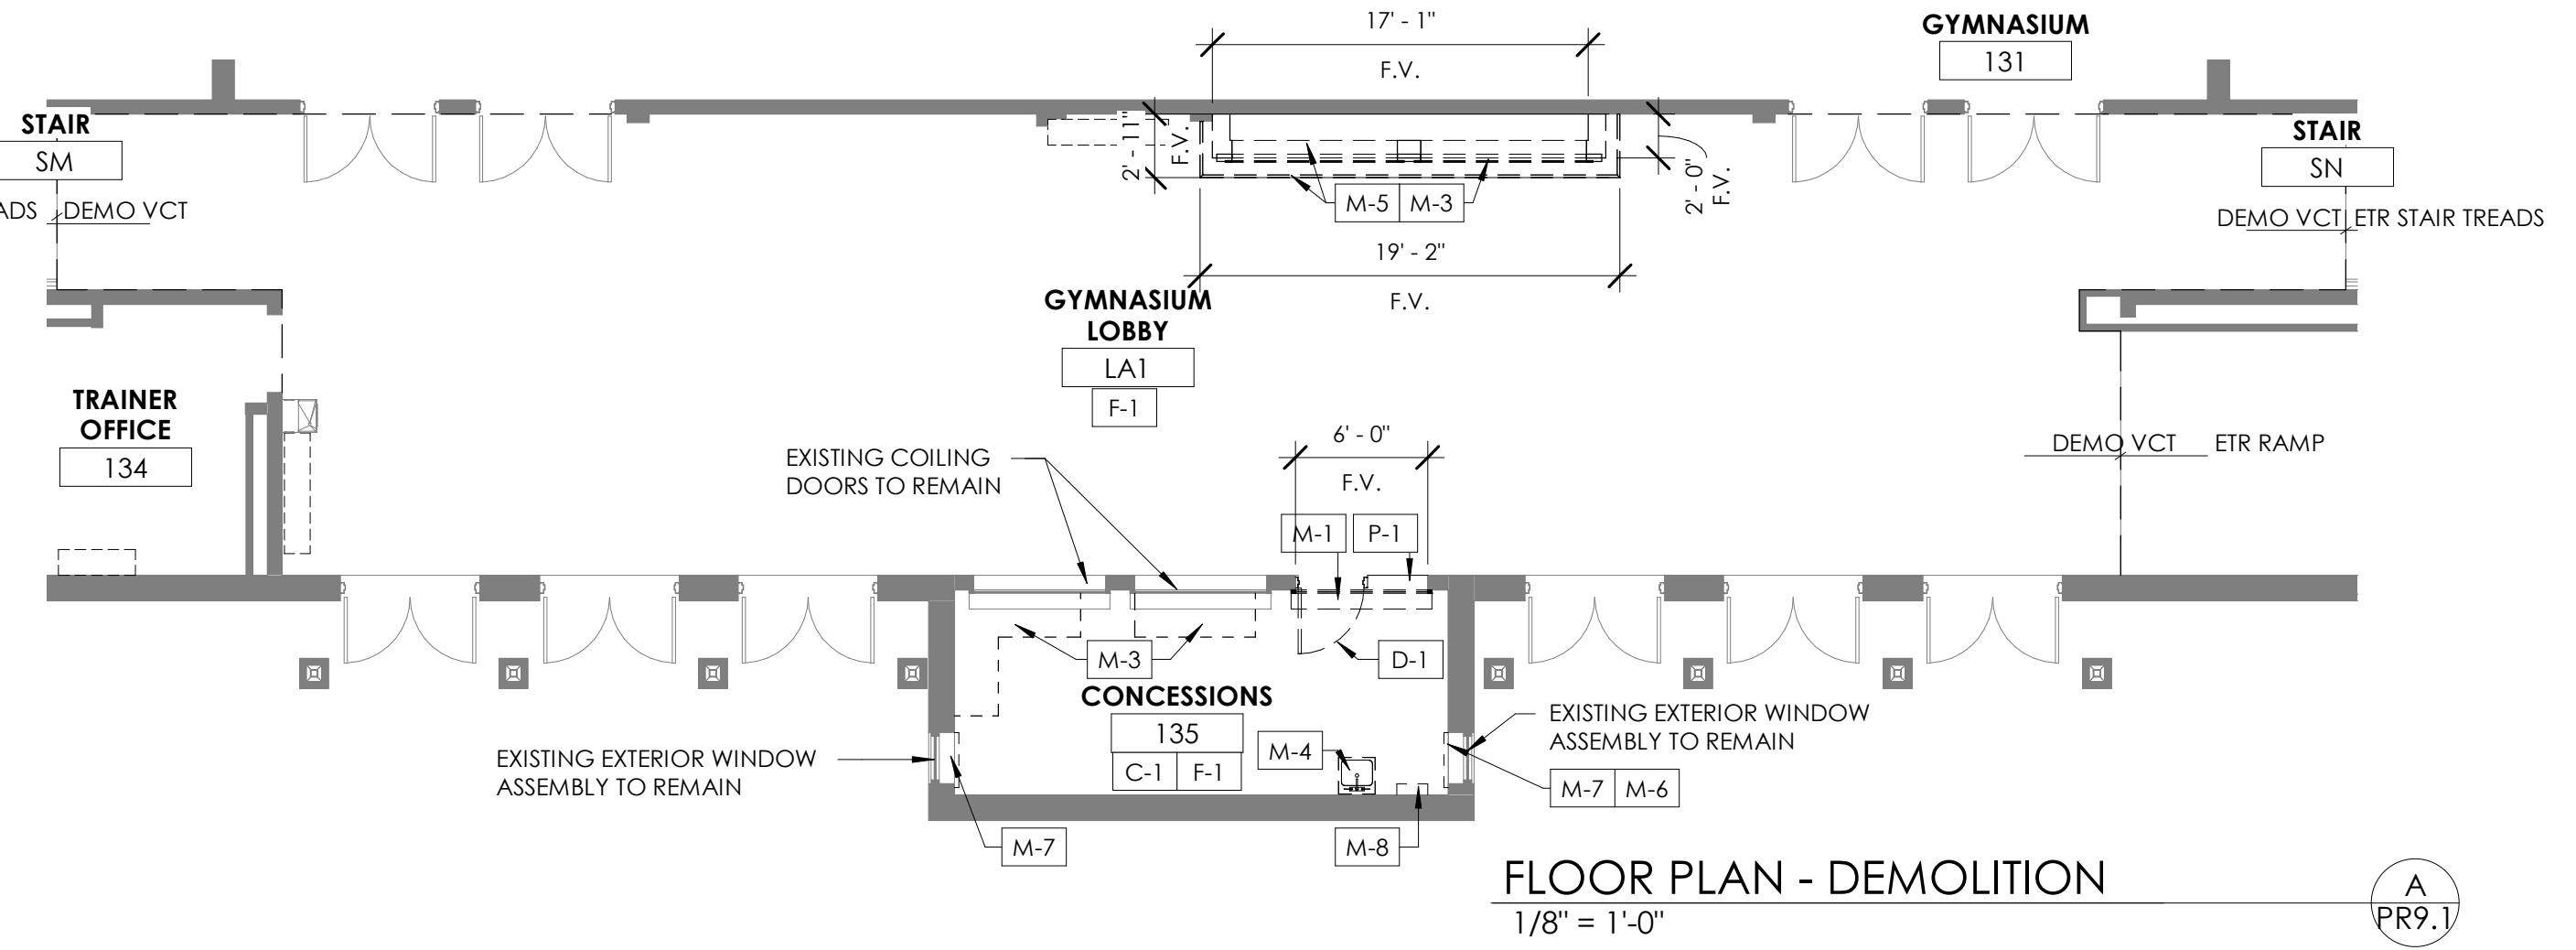 17' - 1"
F.V.
GYMNASIUM
131
STAIR
SM
ADS
DEMO VCT
2' - 11"
F.V.
M-5
M-3
2' - 0"
F.V.
STAIR
SN
DEMO VCT
ETR STAIR TREADS
19' - 2"
F.V.
GYMNASIUM
LOBBY
LA1
F-1
TRAINER
OFFICE
134
EXISTING COILING
DOORS TO REMAIN
6' - 0"
F.V.
M-1
P-1
DEMO VCT
ETR RAMP
M-3
D-1
CONCESSIONS
135
C-1
F-1
M-4
EXISTING EXTERIOR WINDOW
ASSEMBLY TO REMAIN
EXISTING EXTERIOR WINDOW
ASSEMBLY TO REMAIN
M-7
M-6
M-7
M-8
FLOOR PLAN - DEMOLITION
1/8" = 1'-0"
A
PR9.1